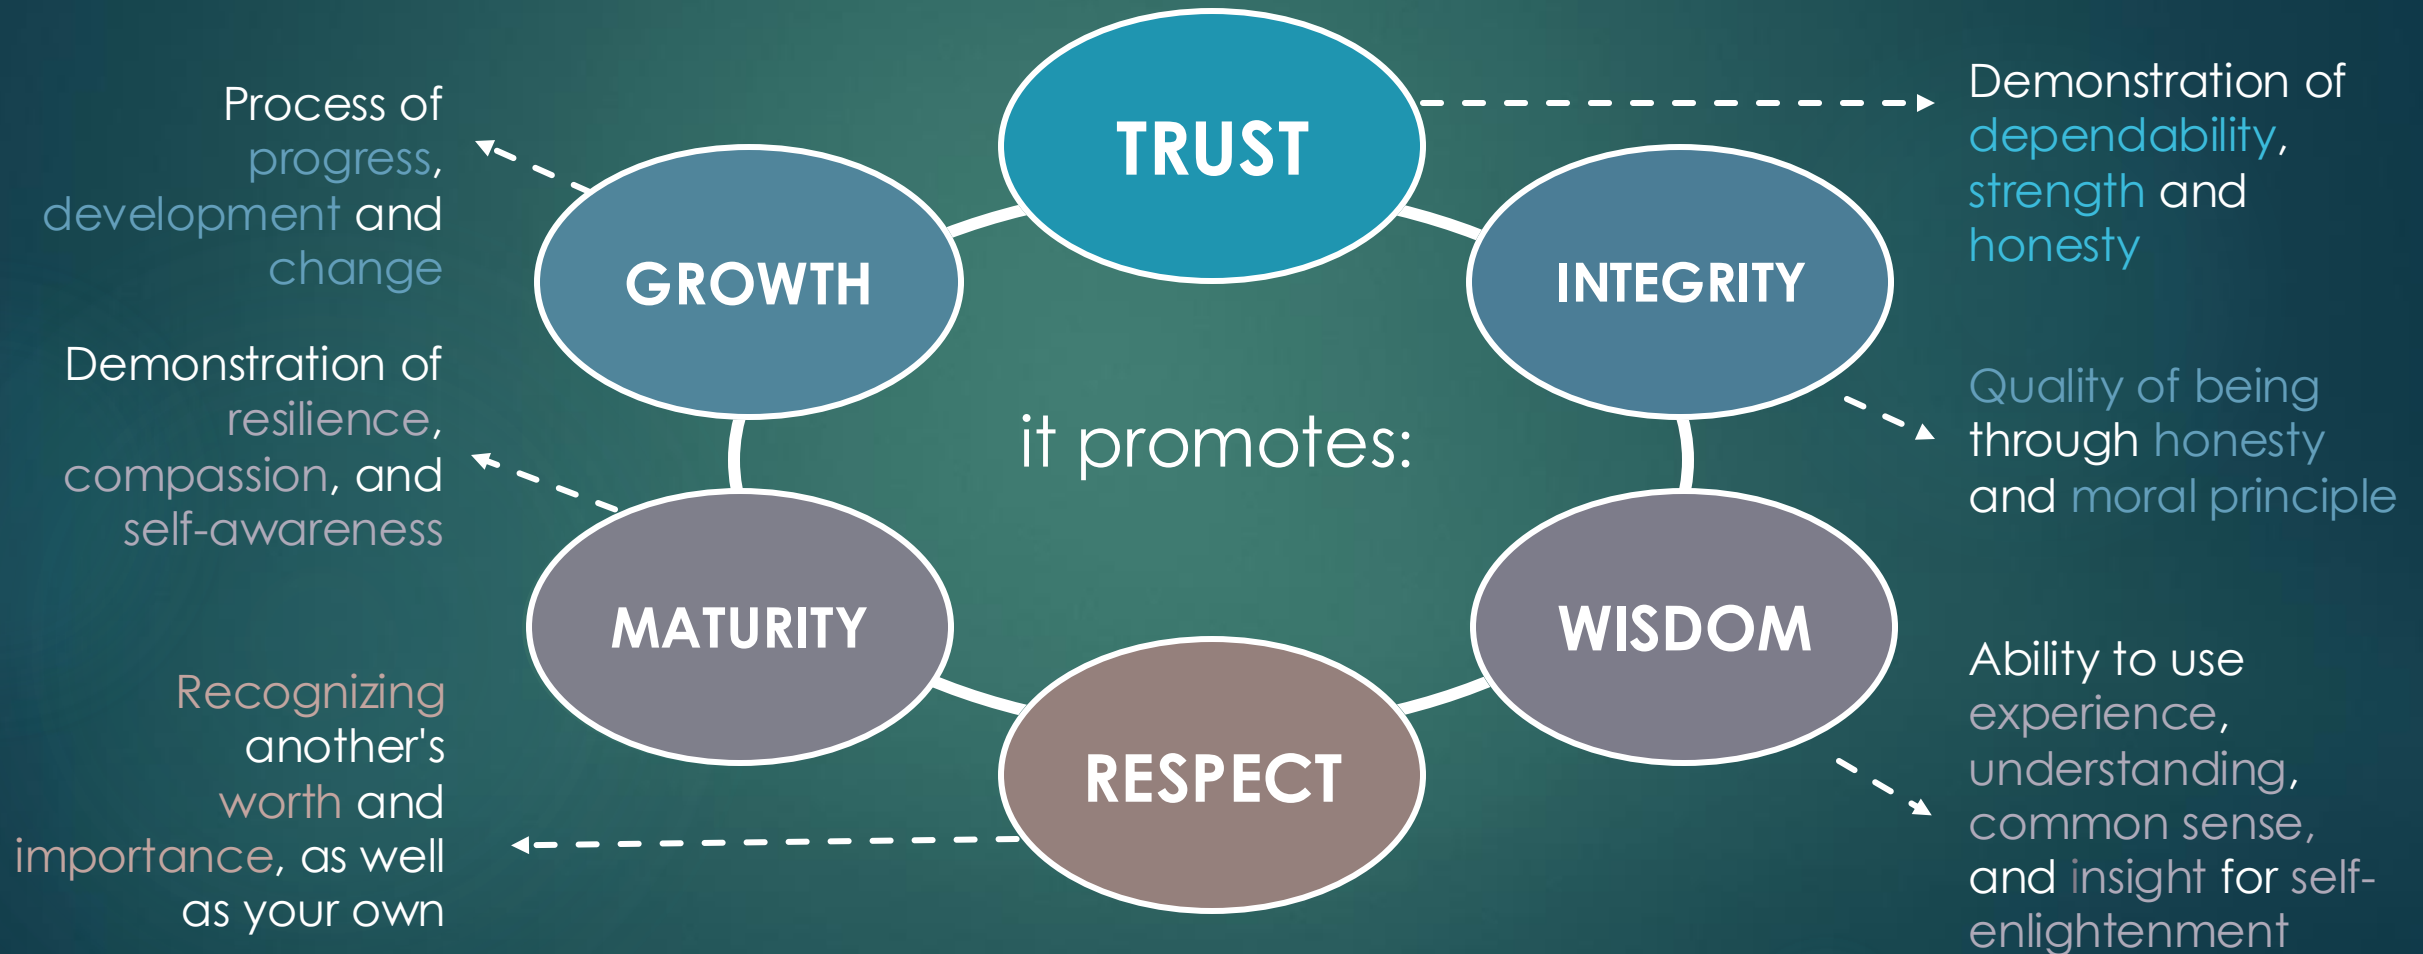 TRUST
Demonstration of
dependability,
strength and
honesty
INTEGRITY
Quality of being
through honesty
and moral principle
WISDOM
Ability to use
experience,
understanding,
common sense,
and insight for self-
enlightenment
RESPECT
Recognizing
another's
worth and
importance, as well
as your own
MATURITY
Demonstration of
resilience,
compassion, and
self-awareness
GROWTH
Process of
progress,
development and
change
it promotes: